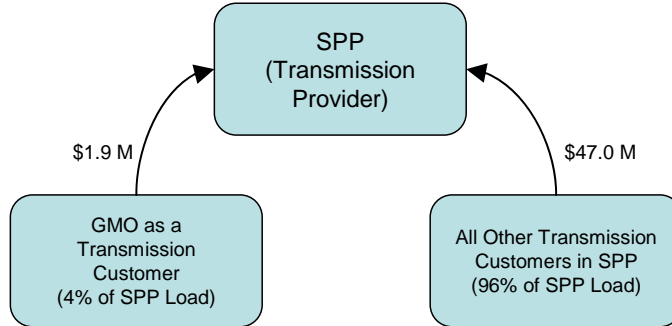 SPP
(Transmission
Provider)
$1.9 M
$47.0 M
GMO as a
Transmission
Customer
(4% of SPP Load)
All Other Transmission
Customers in SPP
(96% of SPP Load)